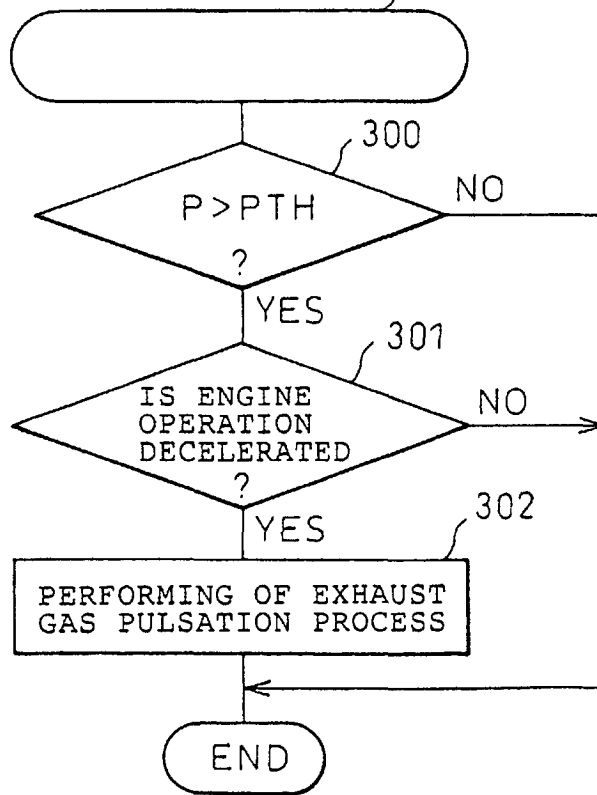 300
P>PTH
?
NO
YES
301
IS ENGINE
OPERATION
DECELERATED
?
NO
YES
302
PERFORMING OF EXHAUST
GAS PULSATION PROCESS
END